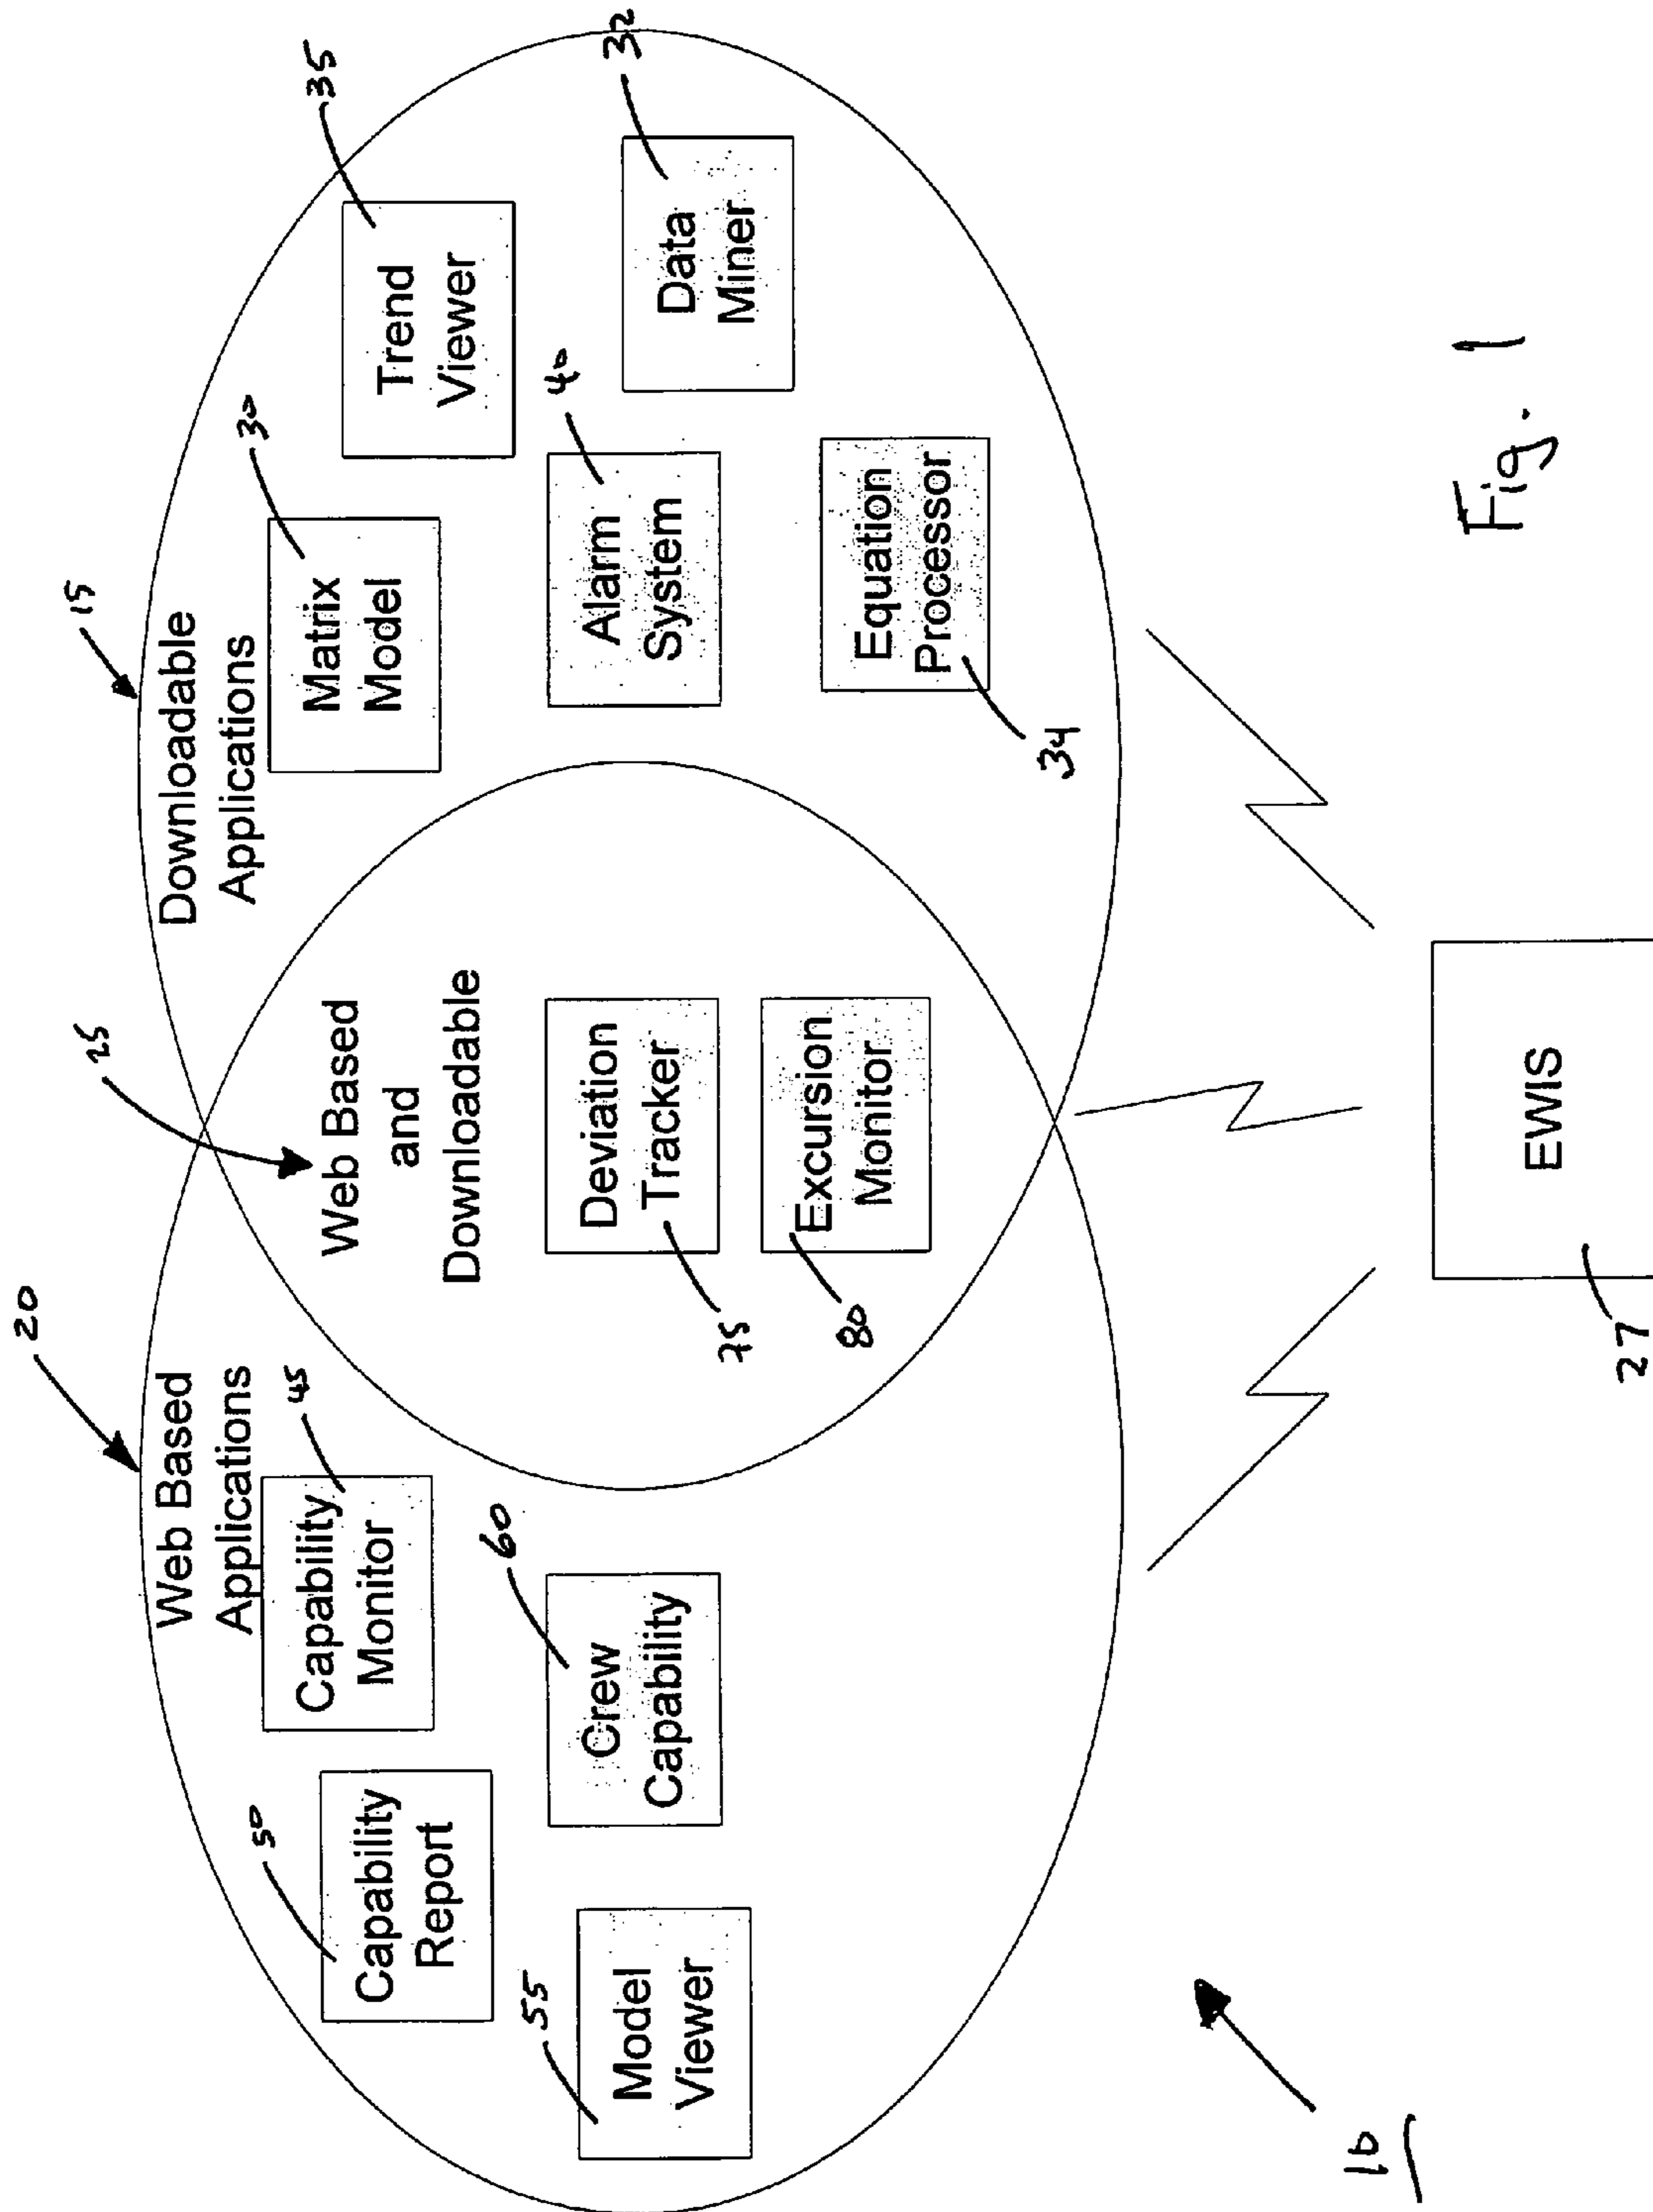 20
Web Based
Applications
45
Capability
Monitor
50
Capability
Report
55
Model
Viewer
60
Crew
Capability
25
Web Based
and
Downloadable
Deviation
Tracker
75
Excursion
Monitor
80
15
Downloadable
Applications
30
Matrix
Model
35
Trend
Viewer
40
Alarm
System
32
Data
Miner
Equation
Processor
34
EWIS
27
10
Fig. 1